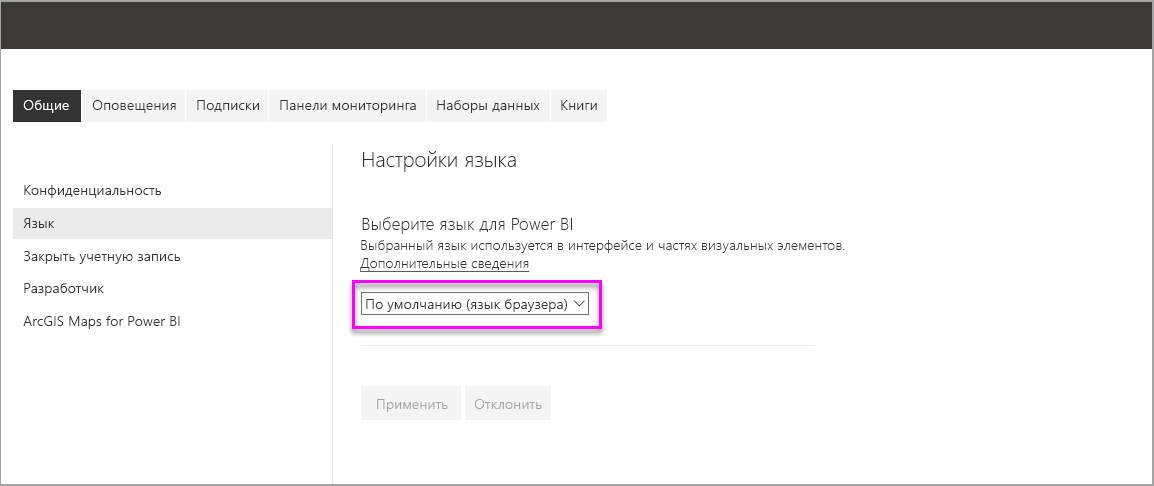 Общие Оповещения Подписки Панели мониторинга Наборы данных Книги
Настройки языка
Конфиденциальность
Язык
Закрыть учетную запись
Разработчик
ArcGIS Maps for Power BI
Выберите язык для Power BI
Выбранный язык используется в интерфейсе и частях визуальных элементов.
Дополнительные сведения
По умолчанию (язык браузера)
Применить Отклонить